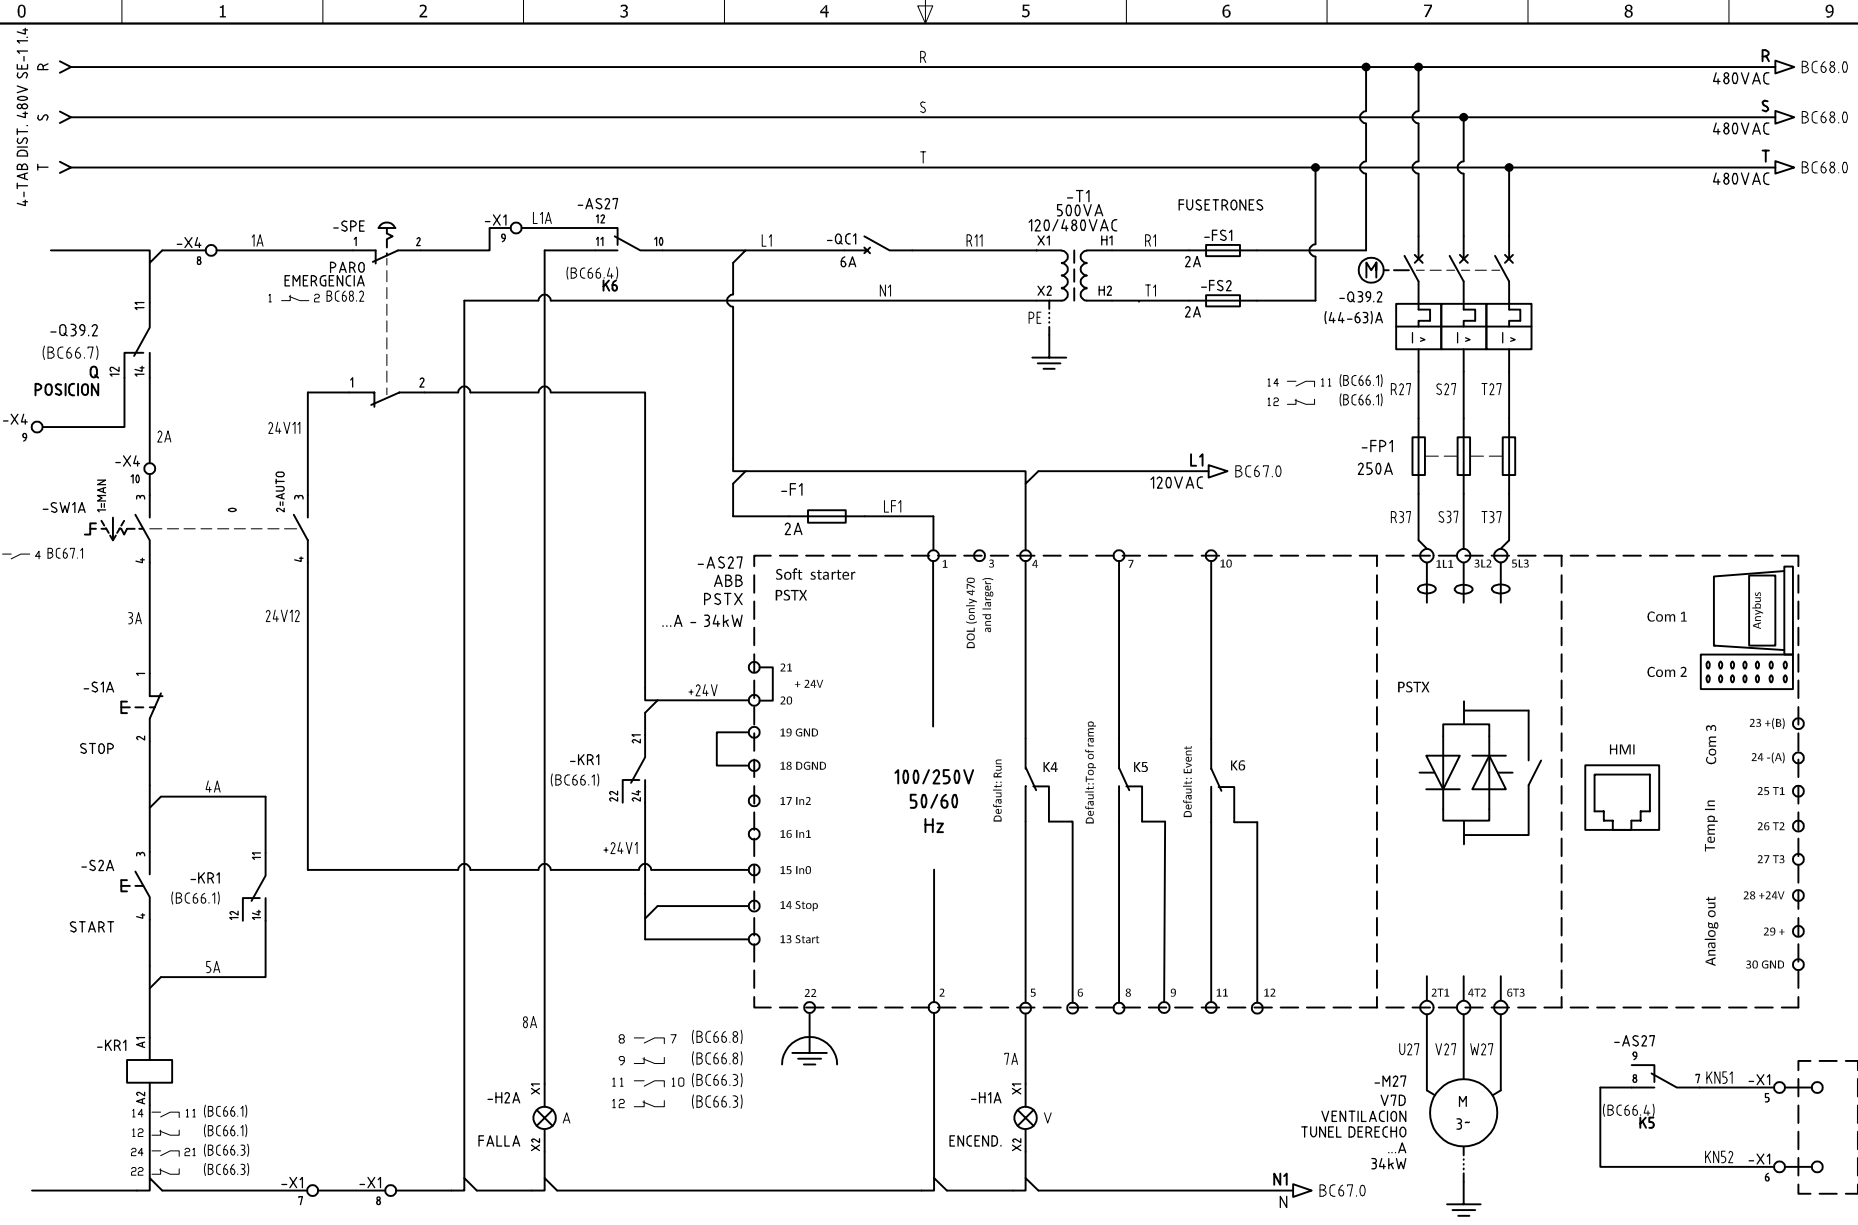 0 1 2 3 4 5 6 7 8 9
4-TAB DIST. 480V SE-1 1.4
R
R
R
480VAC
BC68.0
S
S
S
480VAC
BC68.0
T
T
T
480VAC
BC68.0
-X4
8
1A
-SPE
1
2
PARO
EMERGENCIA
1 2 BC68.2
-X1
9
L1A
-AS27
12
11
10
(BC66.4)
K6
L1
-QC1
6A
R11
-T1
500VA
120/480VAC
X1
H1
X2
H2
PE
N1
FUSETRONES
R1
-FS1
2A
T1
-FS2
2A
M
-Q39.2
(44-63)A
I >
I >
I >
14 11 (BC66.1)
12 (BC66.1)
R27
S27
T27
-FP1
250A
R37
S37
T37
11
-Q39.2
(BC66.7)
Q
POSICION
12
14
-X4
9
2A
-X4
10
-SW1A
1=MAN
3
0
2=AUTO
3
4
4
4 BC67.1
1
2
24V11
24V12
3A
-S1A
1
2
STOP
4A
-S2A
3
4
START
-KR1
(BC66.1)
11
12
14
5A
-KR1
A1
A2
14 11 (BC66.1)
12 (BC66.1)
24 21 (BC66.3)
22 (BC66.3)
-X1
7
-X1
8
L1
120VAC
BC67.0
-F1
2A
LF1
-AS27
ABB
PSTX
...A - 34kW
Soft starter
PSTX
1
3
4
7
10
1L1
3L2
5L3
DOL (only 470
and larger)
21
+ 24V
20
+24V
19 GND
18 DGND
17 In2
16 In1
15 In0
14 Stop
13 Start
-KR1
(BC66.1)
21
22
24
+24V1
100/250V
50/60
Hz
Default: Run
K4
Default:Top of ramp
K5
Default: Event
K6
PSTX
HMI
Com 1
Anybus
Com 2
Com 3
23 +(B)
24 -(A)
Temp In
25 T1
26 T2
27 T3
Analog out
28 +24V
29 +
30 GND
22
2
5
6
8
9
11
12
2T1
4T2
6T3
8A
8 7 (BC66.8)
9 (BC66.8)
11 10 (BC66.3)
12 (BC66.3)
-H2A
X1
X2
A
FALLA
7A
-H1A
X1
X2
V
ENCEND.
N1
N
BC67.0
U27
V27
W27
-M27
V7D
VENTILACION
TUNEL DERECHO
...A
34kW
M
3~
-AS27
9
8
7
KN51
-X1
5
(BC66.4)
K5
KN52
-X1
6